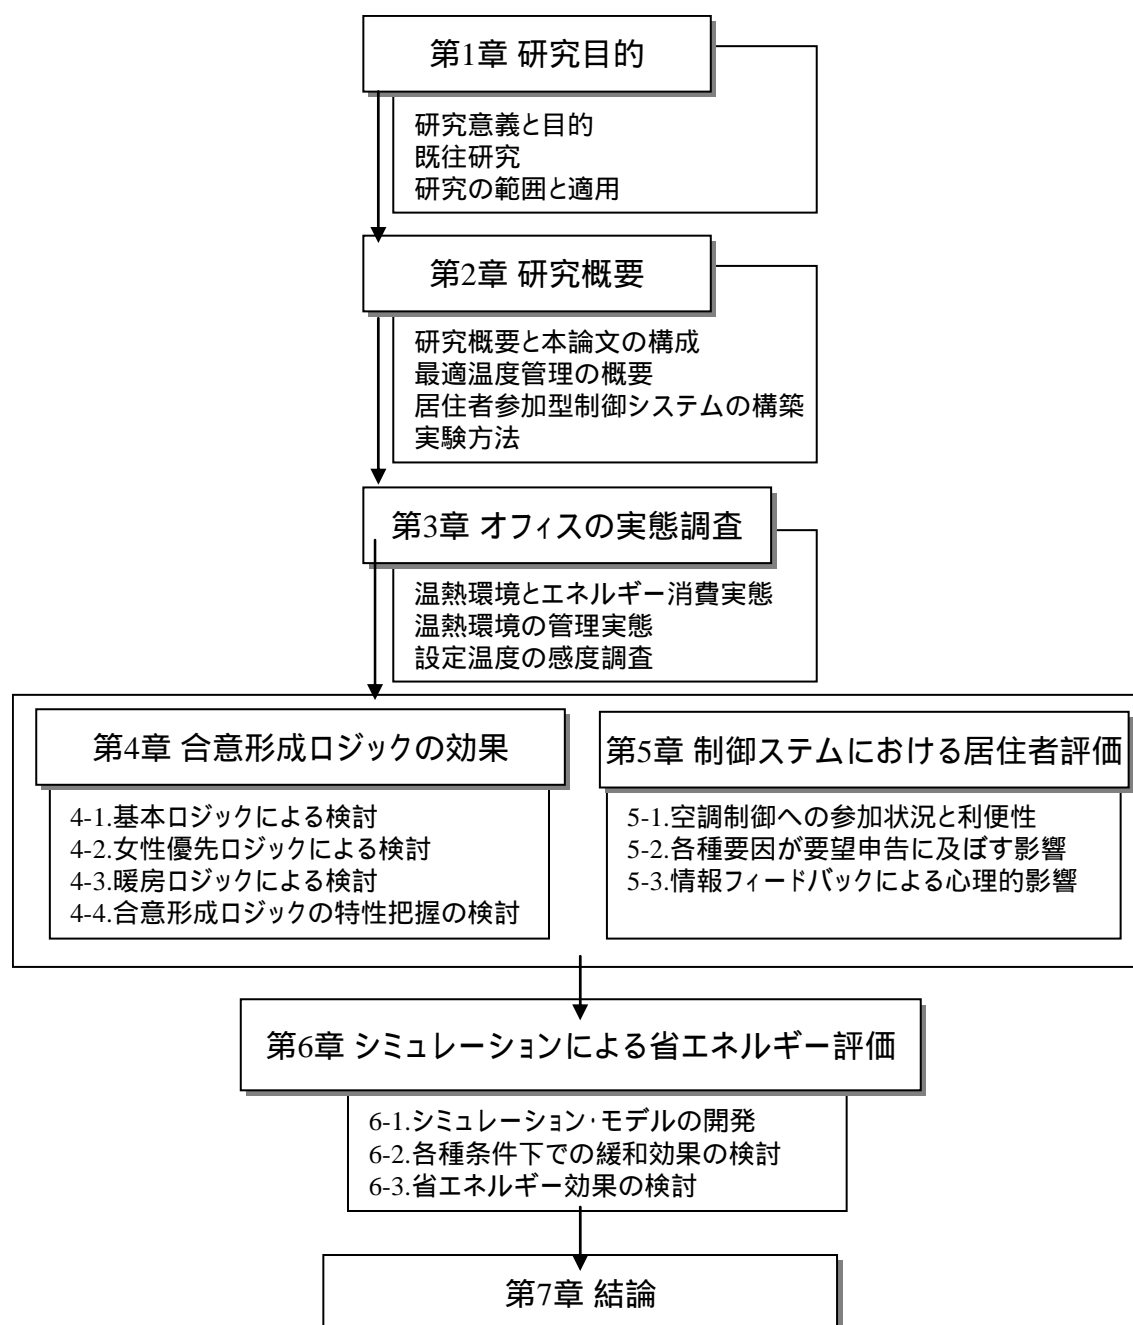 第1章 研究目的
研究意義と目的
既往研究
研究の範囲と適用
第2章 研究概要
研究概要と本論文の構成
最適温度管理の概要
居住者参加型制御システムの構築
実験方法
第3章 オフィスの実態調査
温熱環境とエネルギー消費実態
温熱環境の管理実態
設定温度の感度調査
第4章 合意形成ロジックの効果
4-1.基本ロジックによる検討
4-2.女性優先ロジックによる検討
4-3.暖房ロジックによる検討
4-4.合意形成ロジックの特性把握の検討
第5章 制御ステムにおける居住者評価
5-1.空調制御への参加状況と利便性
5-2.各種要因が要望申告に及ぼす影響
5-3.情報フィードバックによる心理的影響
第6章 シミュレーションによる省エネルギー評価
6-1.シミュレーション・モデルの開発
6-2.各種条件下での緩和効果の検討
6-3.省エネルギー効果の検討
第7章 結論